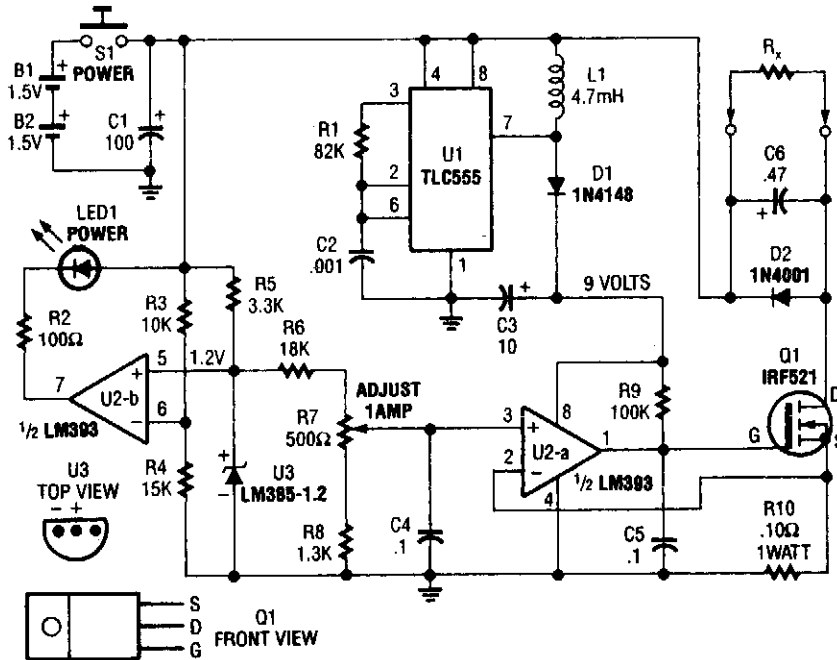 S1
POWER
B1
1.5V
B2
1.5V
C1
100
+
+
+
3
4
8
R1
82K
2
6
U1
TLC555
7
1
L1
4.7mH
D1
1N4148
C2
.001
+
C3
10
9 VOLTS
Rx
C6
.47
+
D2
1N4001
Q1
IRF521
D
G
S
LED1
POWER
R2
100Ω
R3
10K
R5
3.3K
R6
18K
1.2V
5
+
U2-b
7
6
−
1/2 LM393
R7
500Ω
ADJUST
1AMP
3
+
8
U2-a
1
2
−
4
1/2 LM393
R9
100K
R4
15K
+
U3
LM385-1.2
−
U3
TOP VIEW
− +
R8
1.3K
C4
.1
C5
.1
R10
.10Ω
1WATT
S
D
G
Q1
FRONT VIEW